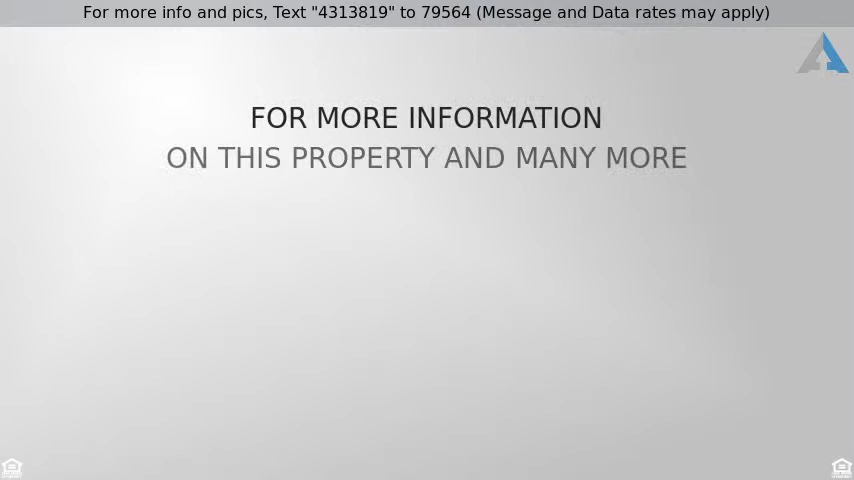 For more info and pics, Text "4313819" to 79564 (Message and Data rates may apply)
FOR MORE INFORMATION
ON THIS PROPERTY AND MANY MORE